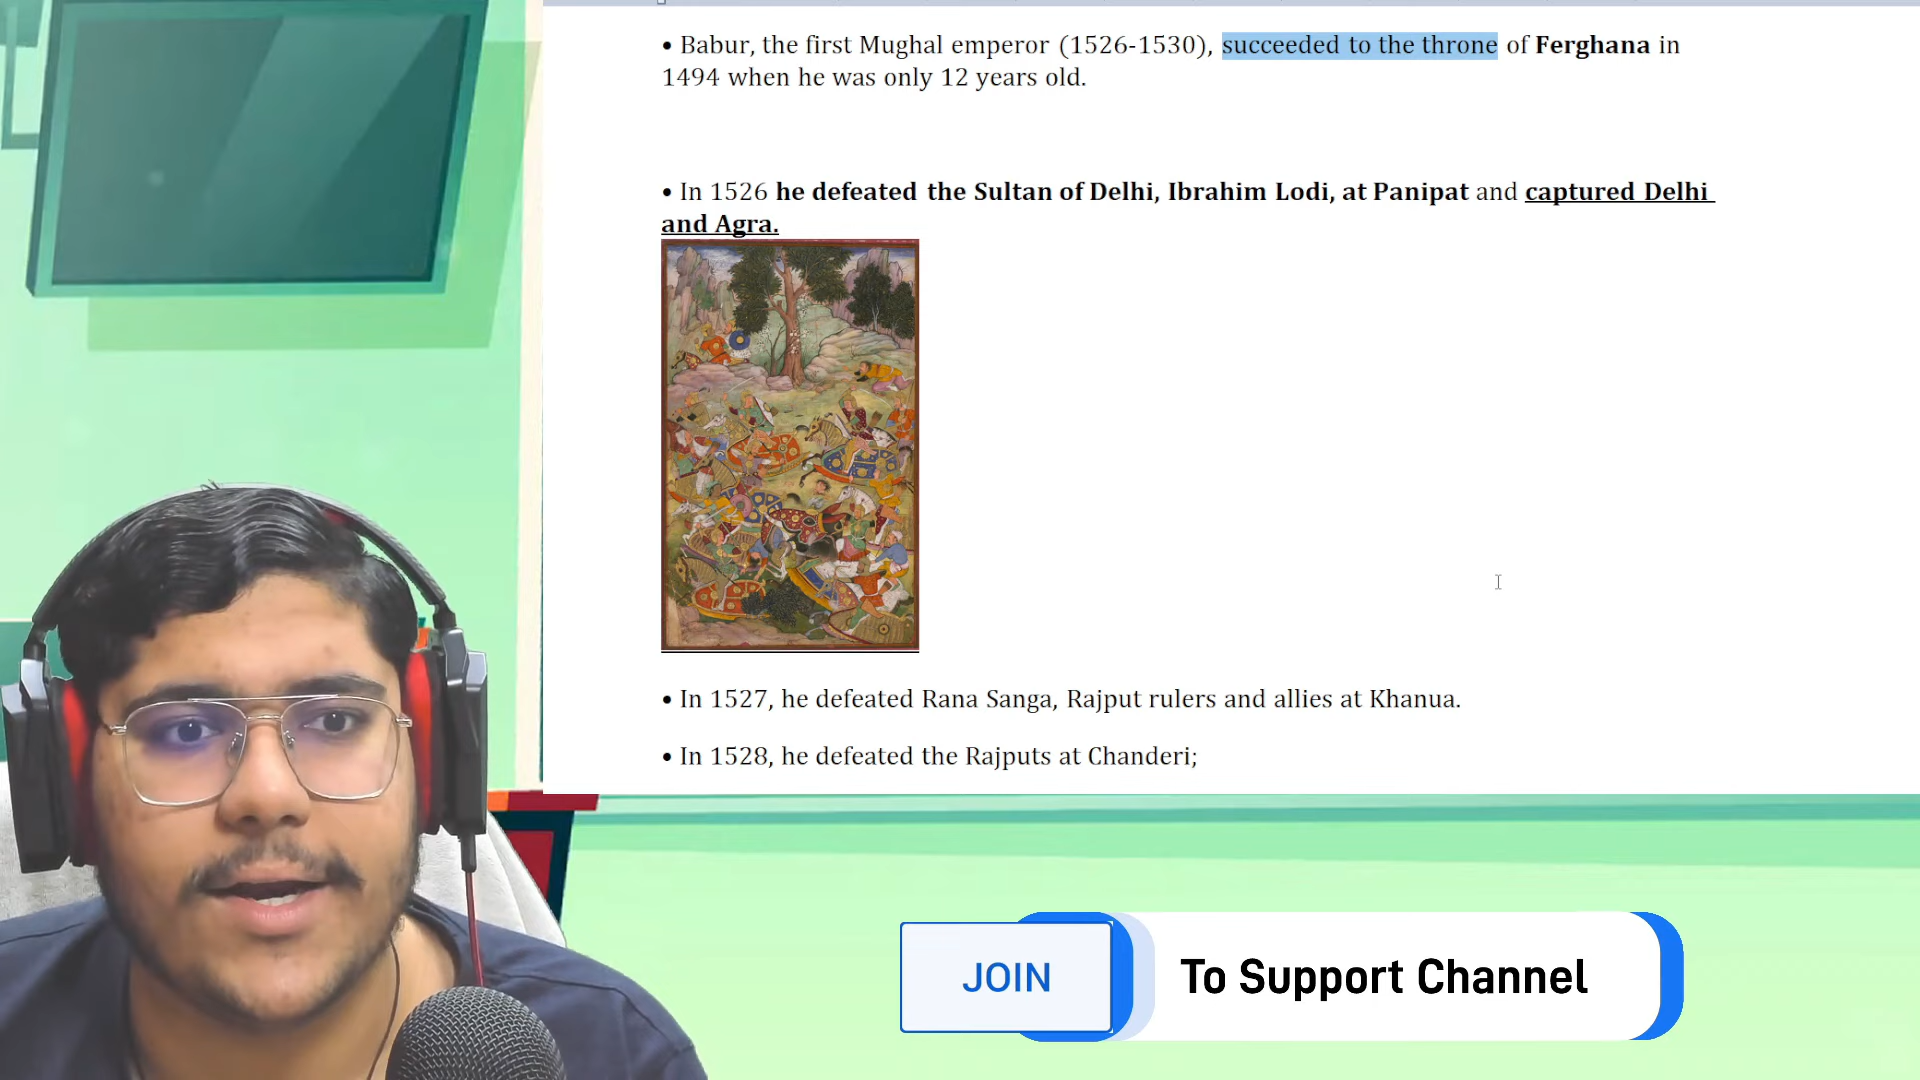 • Babur, the first Mughal emperor (1526-1530), succeeded to the throne of Ferghana in
1494 when he was only 12 years old.
• In 1526 he defeated the Sultan of Delhi, Ibrahim Lodi, at Panipat and captured Delhi
and Agra.
• In 1527, he defeated Rana Sanga, Rajput rulers and allies at Khanua.
• In 1528, he defeated the Rajputs at Chanderi;
JOIN To Support Channel